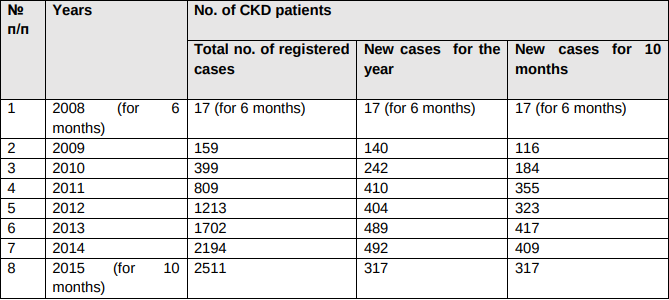 № Years No. of CKD patients
п/п
Total no. of registered New cases for the New cases for 10
cases year months
1 2008 (for 6 17 (for 6 months) 17 (for 6 months) 17 (for 6 months)
months)
2 2009 159 140 116
3 2010 399 242 184
4 2011 809 410 355
5 2012 1213 404 323
6 2013 1702 489 417
7 2014 2194 492 409
8 2015 (for 10 2511 317 317
months)